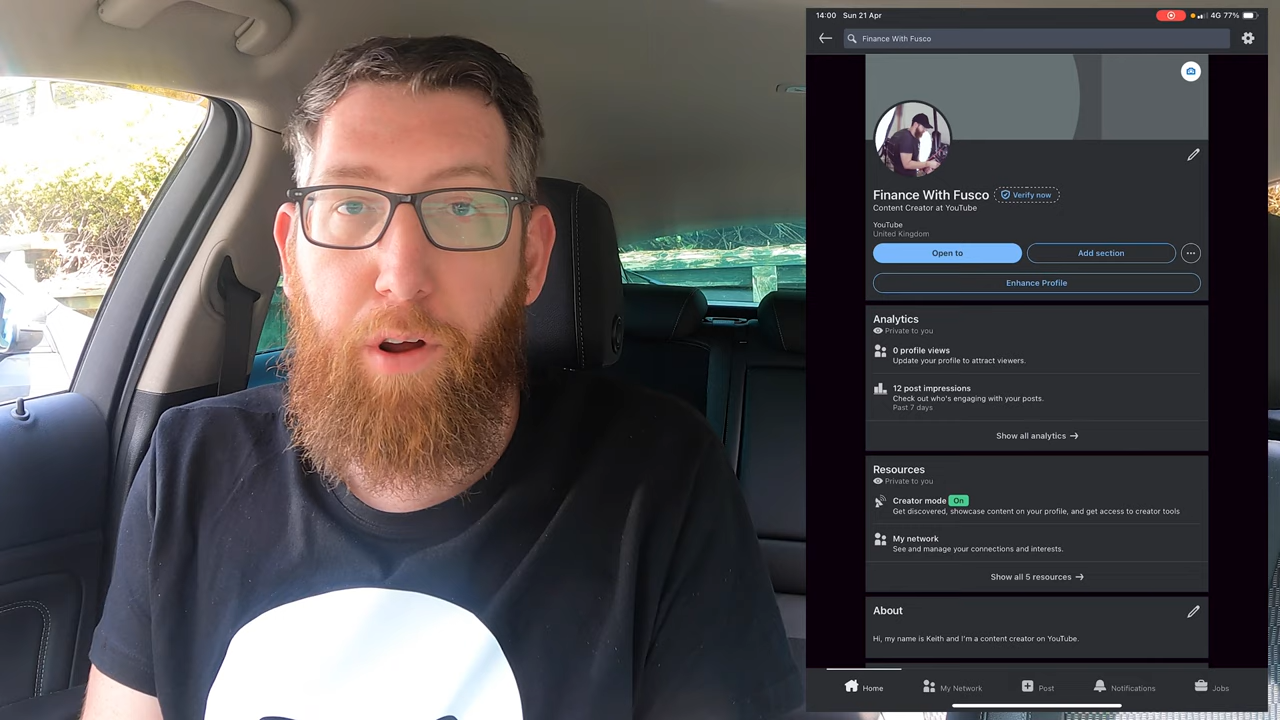 14:00 Sun 21 Apr
4G 77%
Finance With Fusco
Finance With Fusco
Verify now
Content Creator at YouTube
YouTube
United Kingdom
Open to
Add section
Enhance Profile
Analytics
Private to you
0 profile views
Update your profile to attract viewers.
12 post impressions
Check out who's engaging with your posts.
Past 7 days
Show all analytics →
Resources
Private to you
Creator mode On
Get discovered, showcase content on your profile, and get access to creator tools
My network
See and manage your connections and interests.
Show all 5 resources →
About
Hi, my name is Keith and I'm a content creator on YouTube.
Home
My Network
Post
Notifications
Jobs